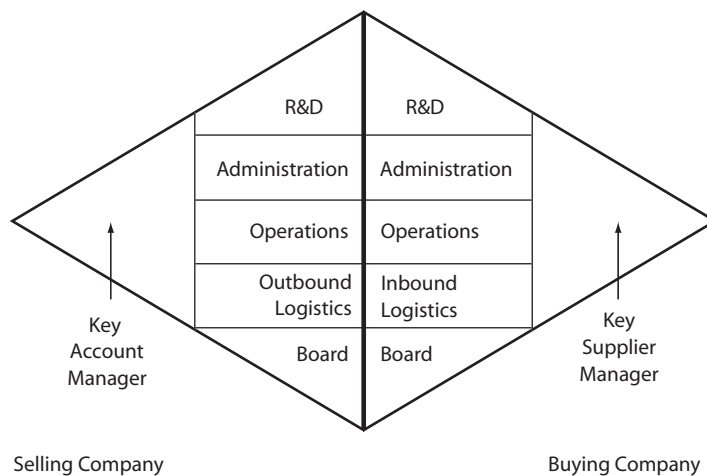 R&D R&D
Administration Administration
Operations Operations
Outbound Inbound
Logistics Logistics
Key Key
Account Supplier
Manager Manager
Board Board
Selling Company Buying Company